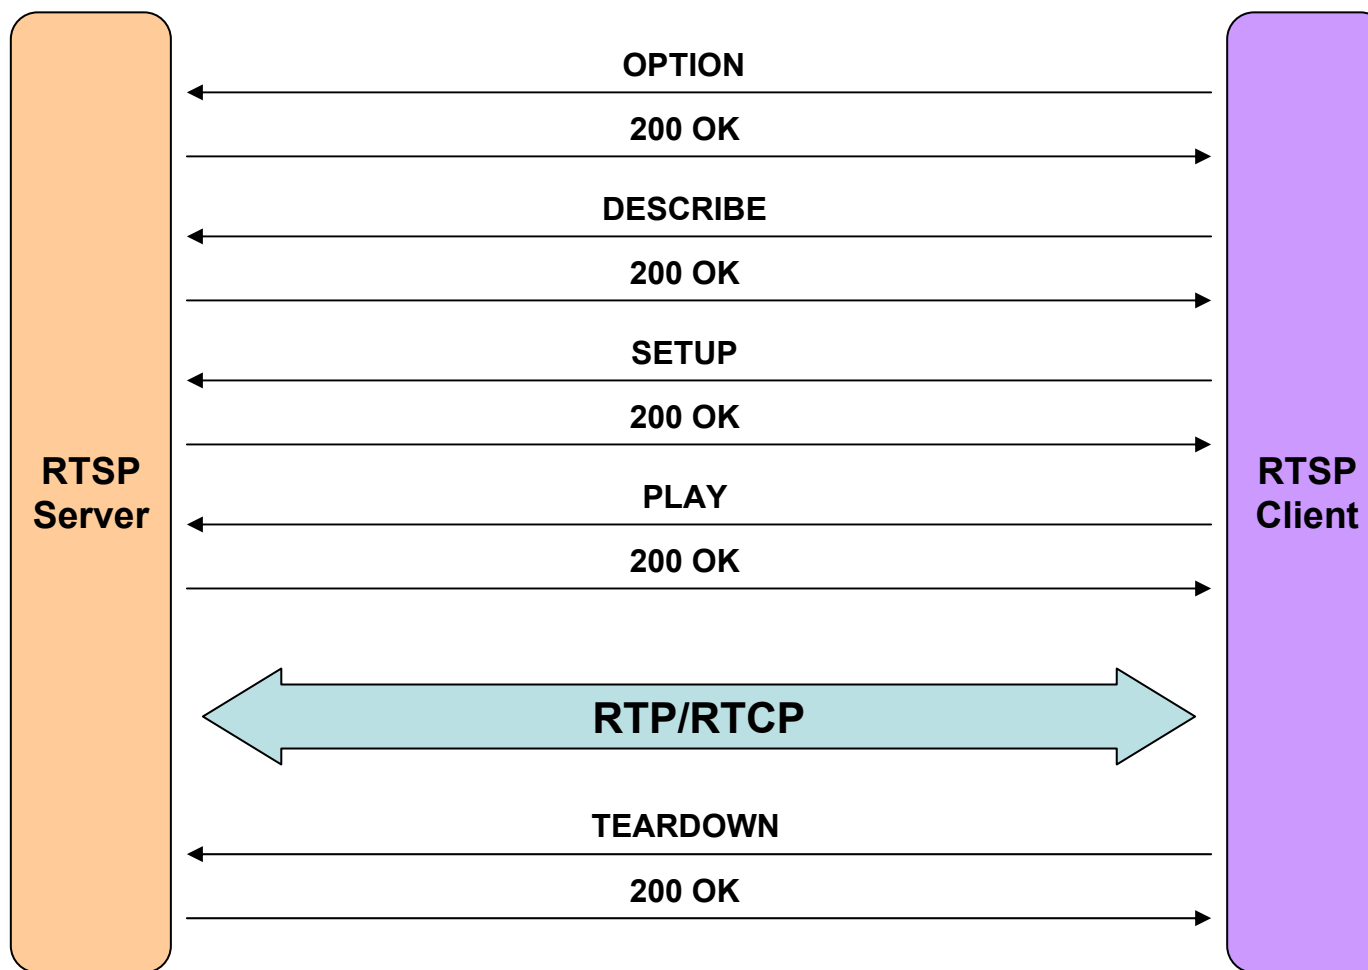 OPTION
200 OK
DESCRIBE
200 OK
SETUP
200 OK
RTSP
Server
PLAY
RTSP
Client
200 OK
RTP/RTCP
TEARDOWN
200 OK